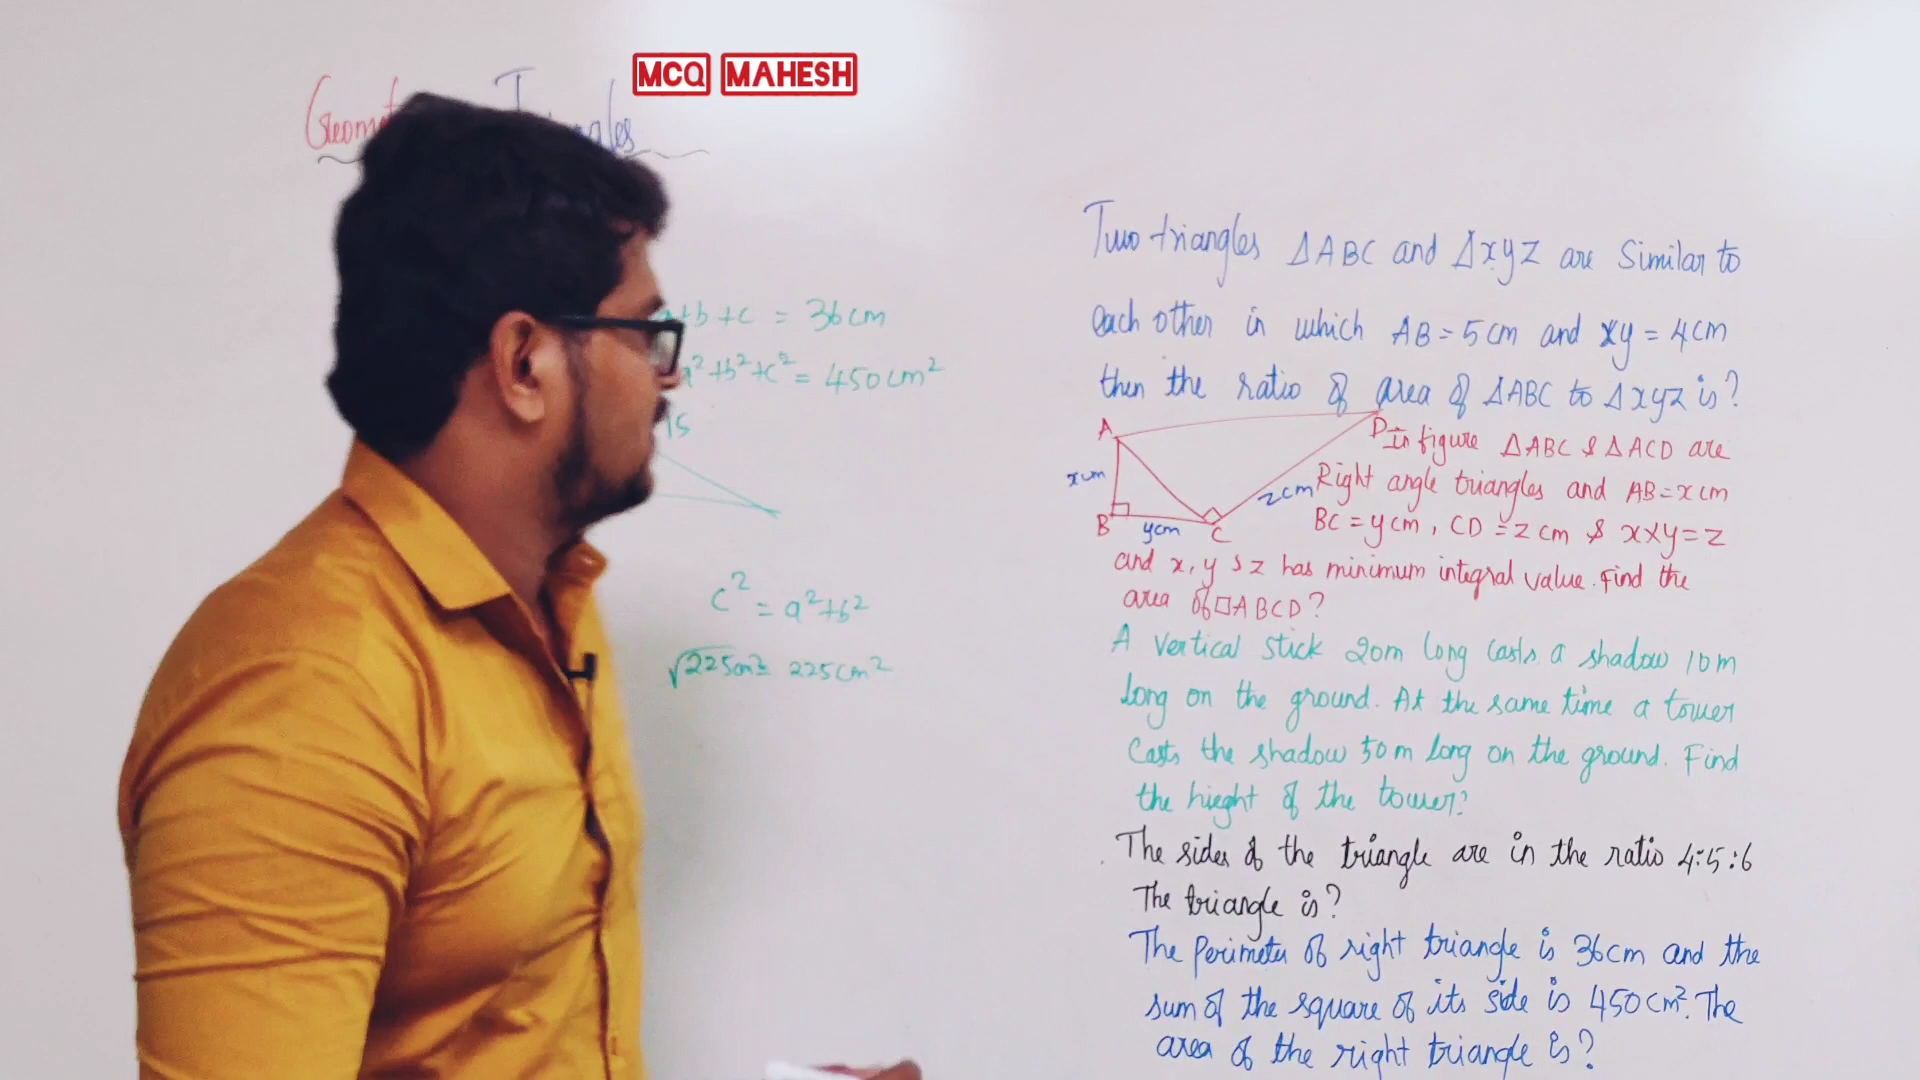 MCQ MAHESH
a+b+c = 36cm
a²+b²+c² = 450cm²
15
c² = a²+b²
√225cm² 225cm²
Two triangles ΔABC and ΔXYZ are Similar to
each other in which AB=5cm and XY=4cm
then the ratio of area of ΔABC to ΔXYZ is?
A
D
xcm
zcm
B
ycm
C
In figure ΔABC & ΔACD are
Right angle triangles and AB=x cm
BC=ycm, CD=z cm & x×y=z
and x, y & z has minimum integral value. Find the
area of □ABCD?
A vertical stick 20m long casts a shadow 10m
long on the ground. At the same time a tower
Casts the shadow 50m long on the ground. Find
the hieght of the tower?
The sides of the triangle are in the ratio 4:5:6
The triangle is?
The Perimeter of right triangle is 36cm and the
sum of the square of its side is 450cm². The
area of the right triangle is?